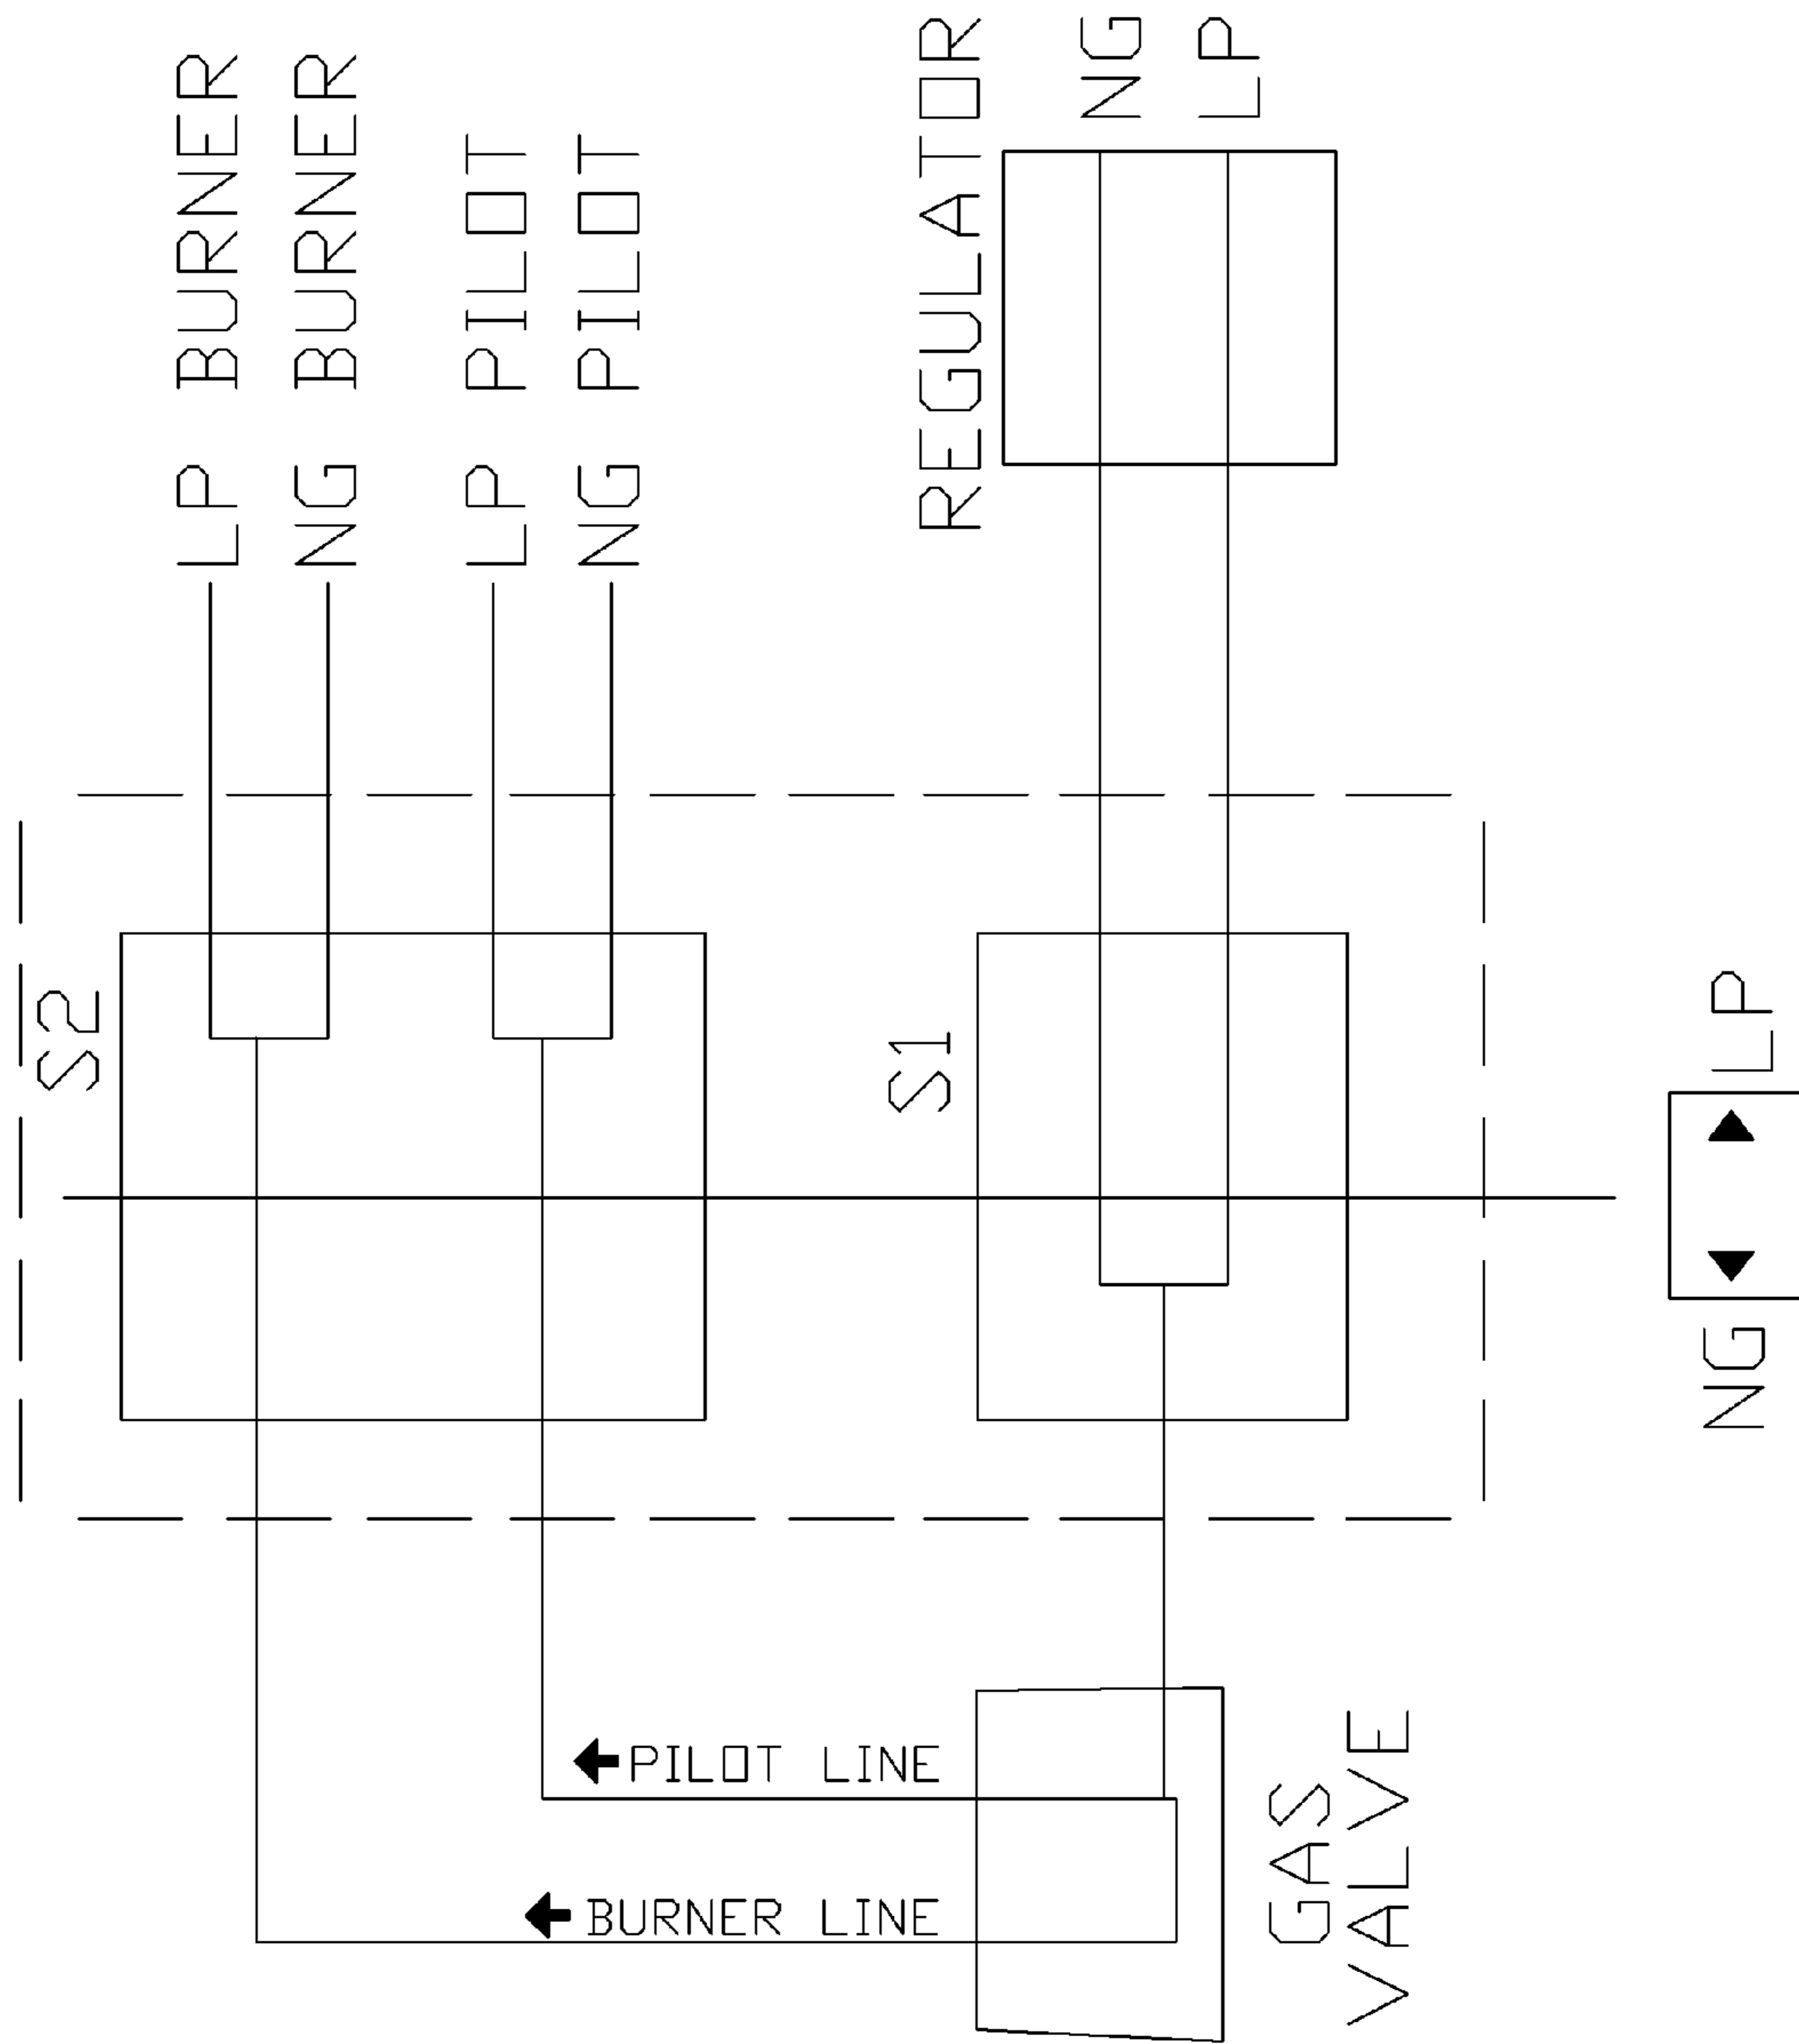 LP BURNER
NG BURNER
LP PILOT
NG PILOT
REGULATOR
NG
LP
S2
S1
LP
NG
PILOT LINE
BURNER LINE
GAS
VALVE